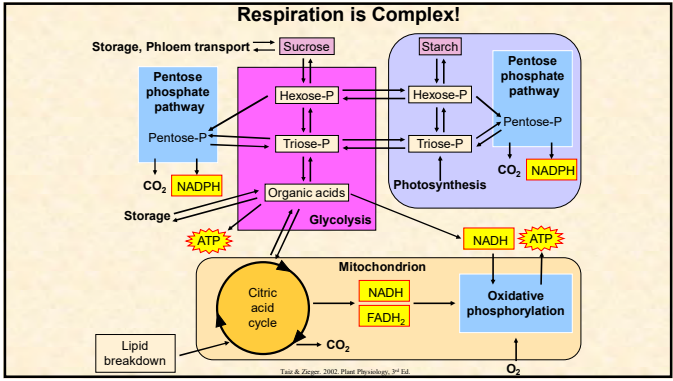 Respiration is Complex!
Storage, Phloem transport
Sucrose
Starch
Pentose
phosphate
pathway
Pentose-P
CO₂
NADPH
Hexose-P
Triose-P
Organic acids
Glycolysis
Hexose-P
Triose-P
Photosynthesis
Pentose
phosphate
pathway
Pentose-P
CO₂
NADPH
Storage
ATP
NADH
ATP
Mitochondrion
Citric
acid
cycle
NADH
FADH₂
Oxidative
phosphorylation
CO₂
Lipid
breakdown
O₂
Taiz & Zieger. 2002. Plant Physiology, 3rd Ed.